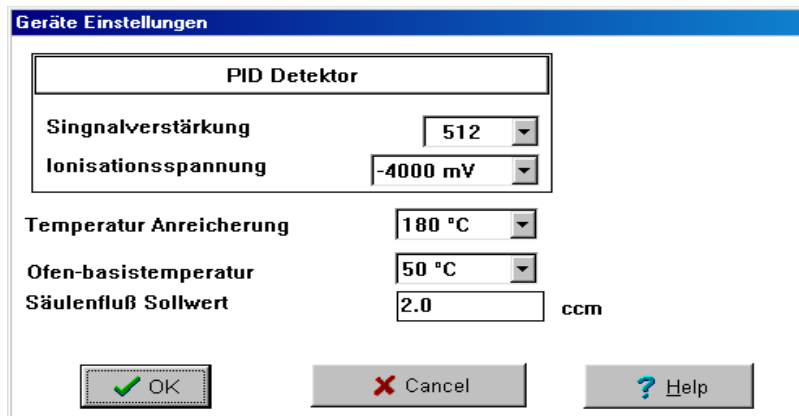 Geräte Einstellungen
PID Detektor
Singnalverstärkung 512
Ionisationsspannung -4000 mV
Temperatur Anreicherung 180 °C
Ofen-basistemperatur 50 °C
Säulenfluß Sollwert 2.0 ccm
OK Cancel Help